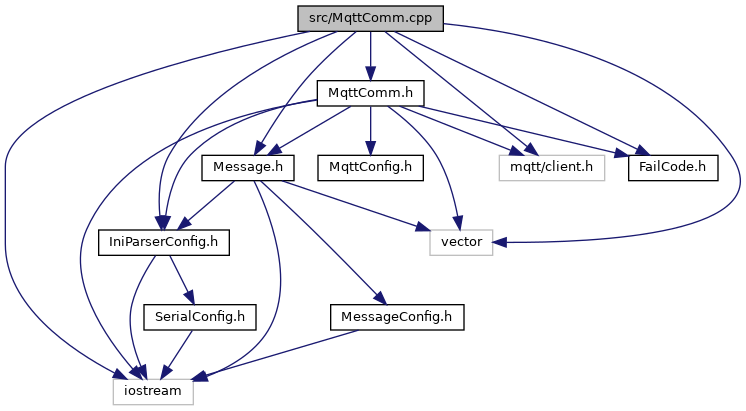 src/MqttComm.cpp
MqttComm.h
Message.h
MqttConfig.h
mqtt/client.h
FailCode.h
IniParserConfig.h
vector
SerialConfig.h
MessageConfig.h
iostream